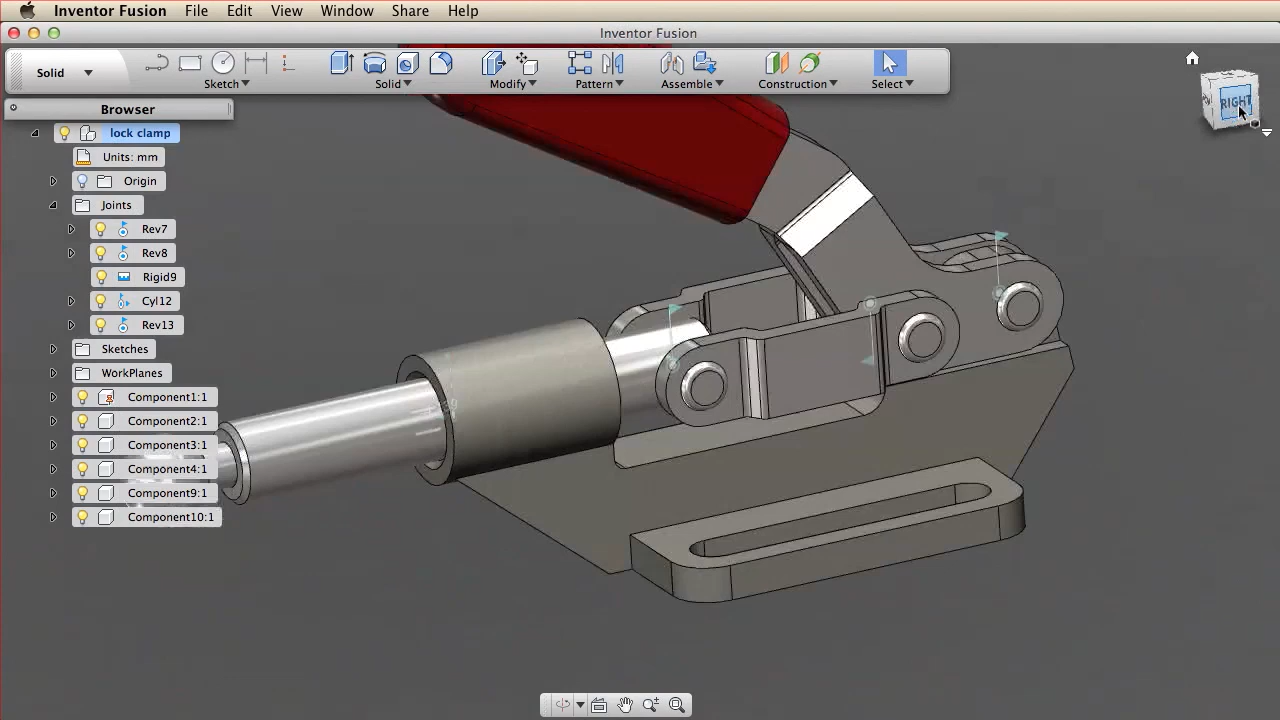 Inventor Fusion File Edit View Window Share Help
Inventor Fusion
Solid
Sketch Solid Modify Pattern Assemble Construction Select
RIGHT
Browser
lock clamp
Units: mm
Origin
Joints
Rev7
Rev8
Rigid9
Cyl12
Rev13
Sketches
WorkPlanes
Component1:1
Component2:1
Component3:1
Component4:1
Component9:1
Component10:1